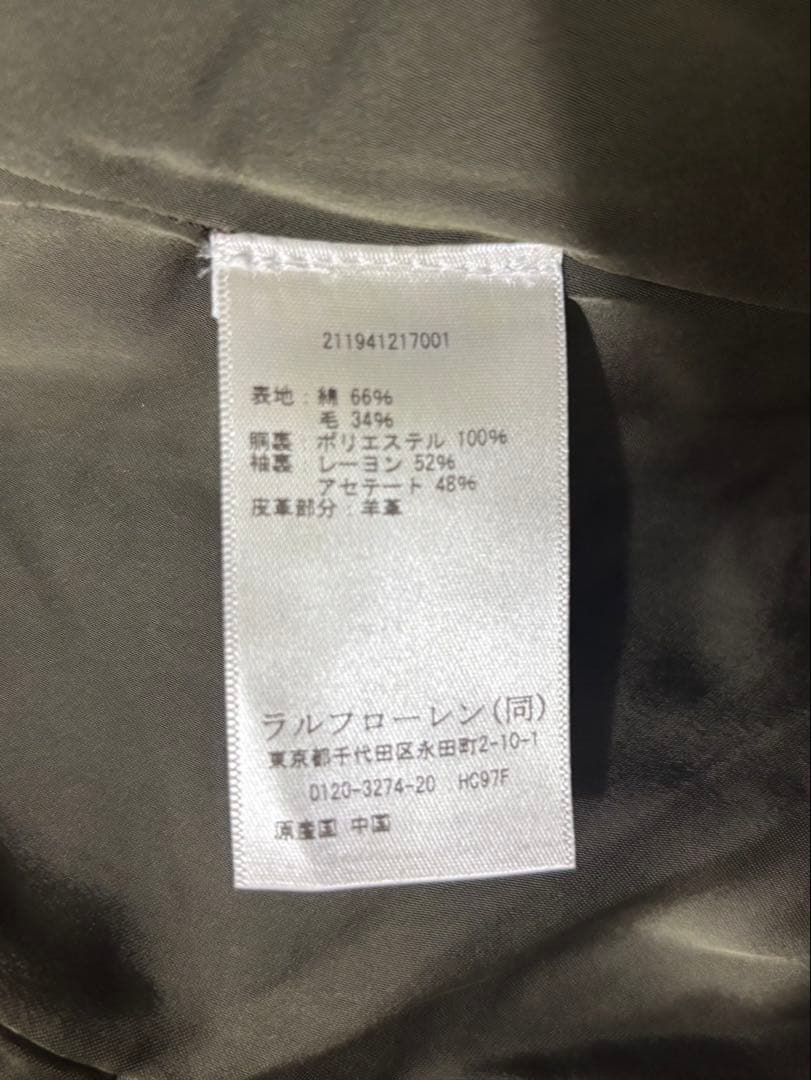 211941217001
表地:綿 66%
毛 34%
胴裏:ポリエステル 100%
袖裏:レーヨン 52%
アセテート 48%
皮革部分:羊革
ラルフローレン(同)
東京都千代田区永田町2-10-1
0120-3274-20 HC97F
原産国 中国